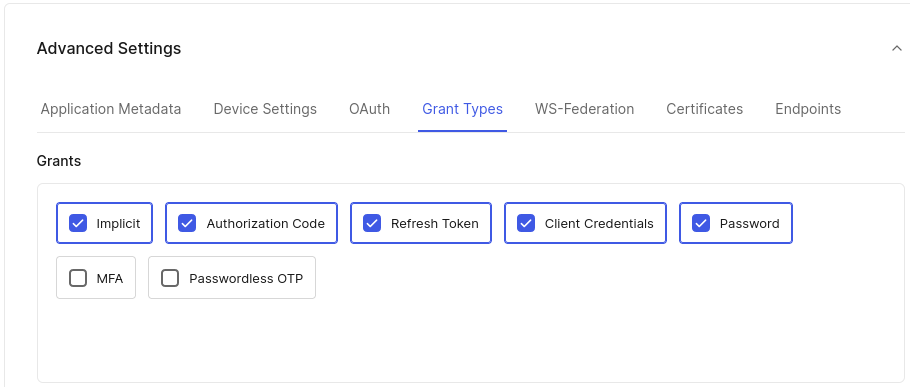 Advanced Settings
Application Metadata Device Settings OAuth Grant Types WS-Federation Certificates Endpoints
Grants
Implicit Authorization Code Refresh Token Client Credentials Password
MFA Passwordless OTP